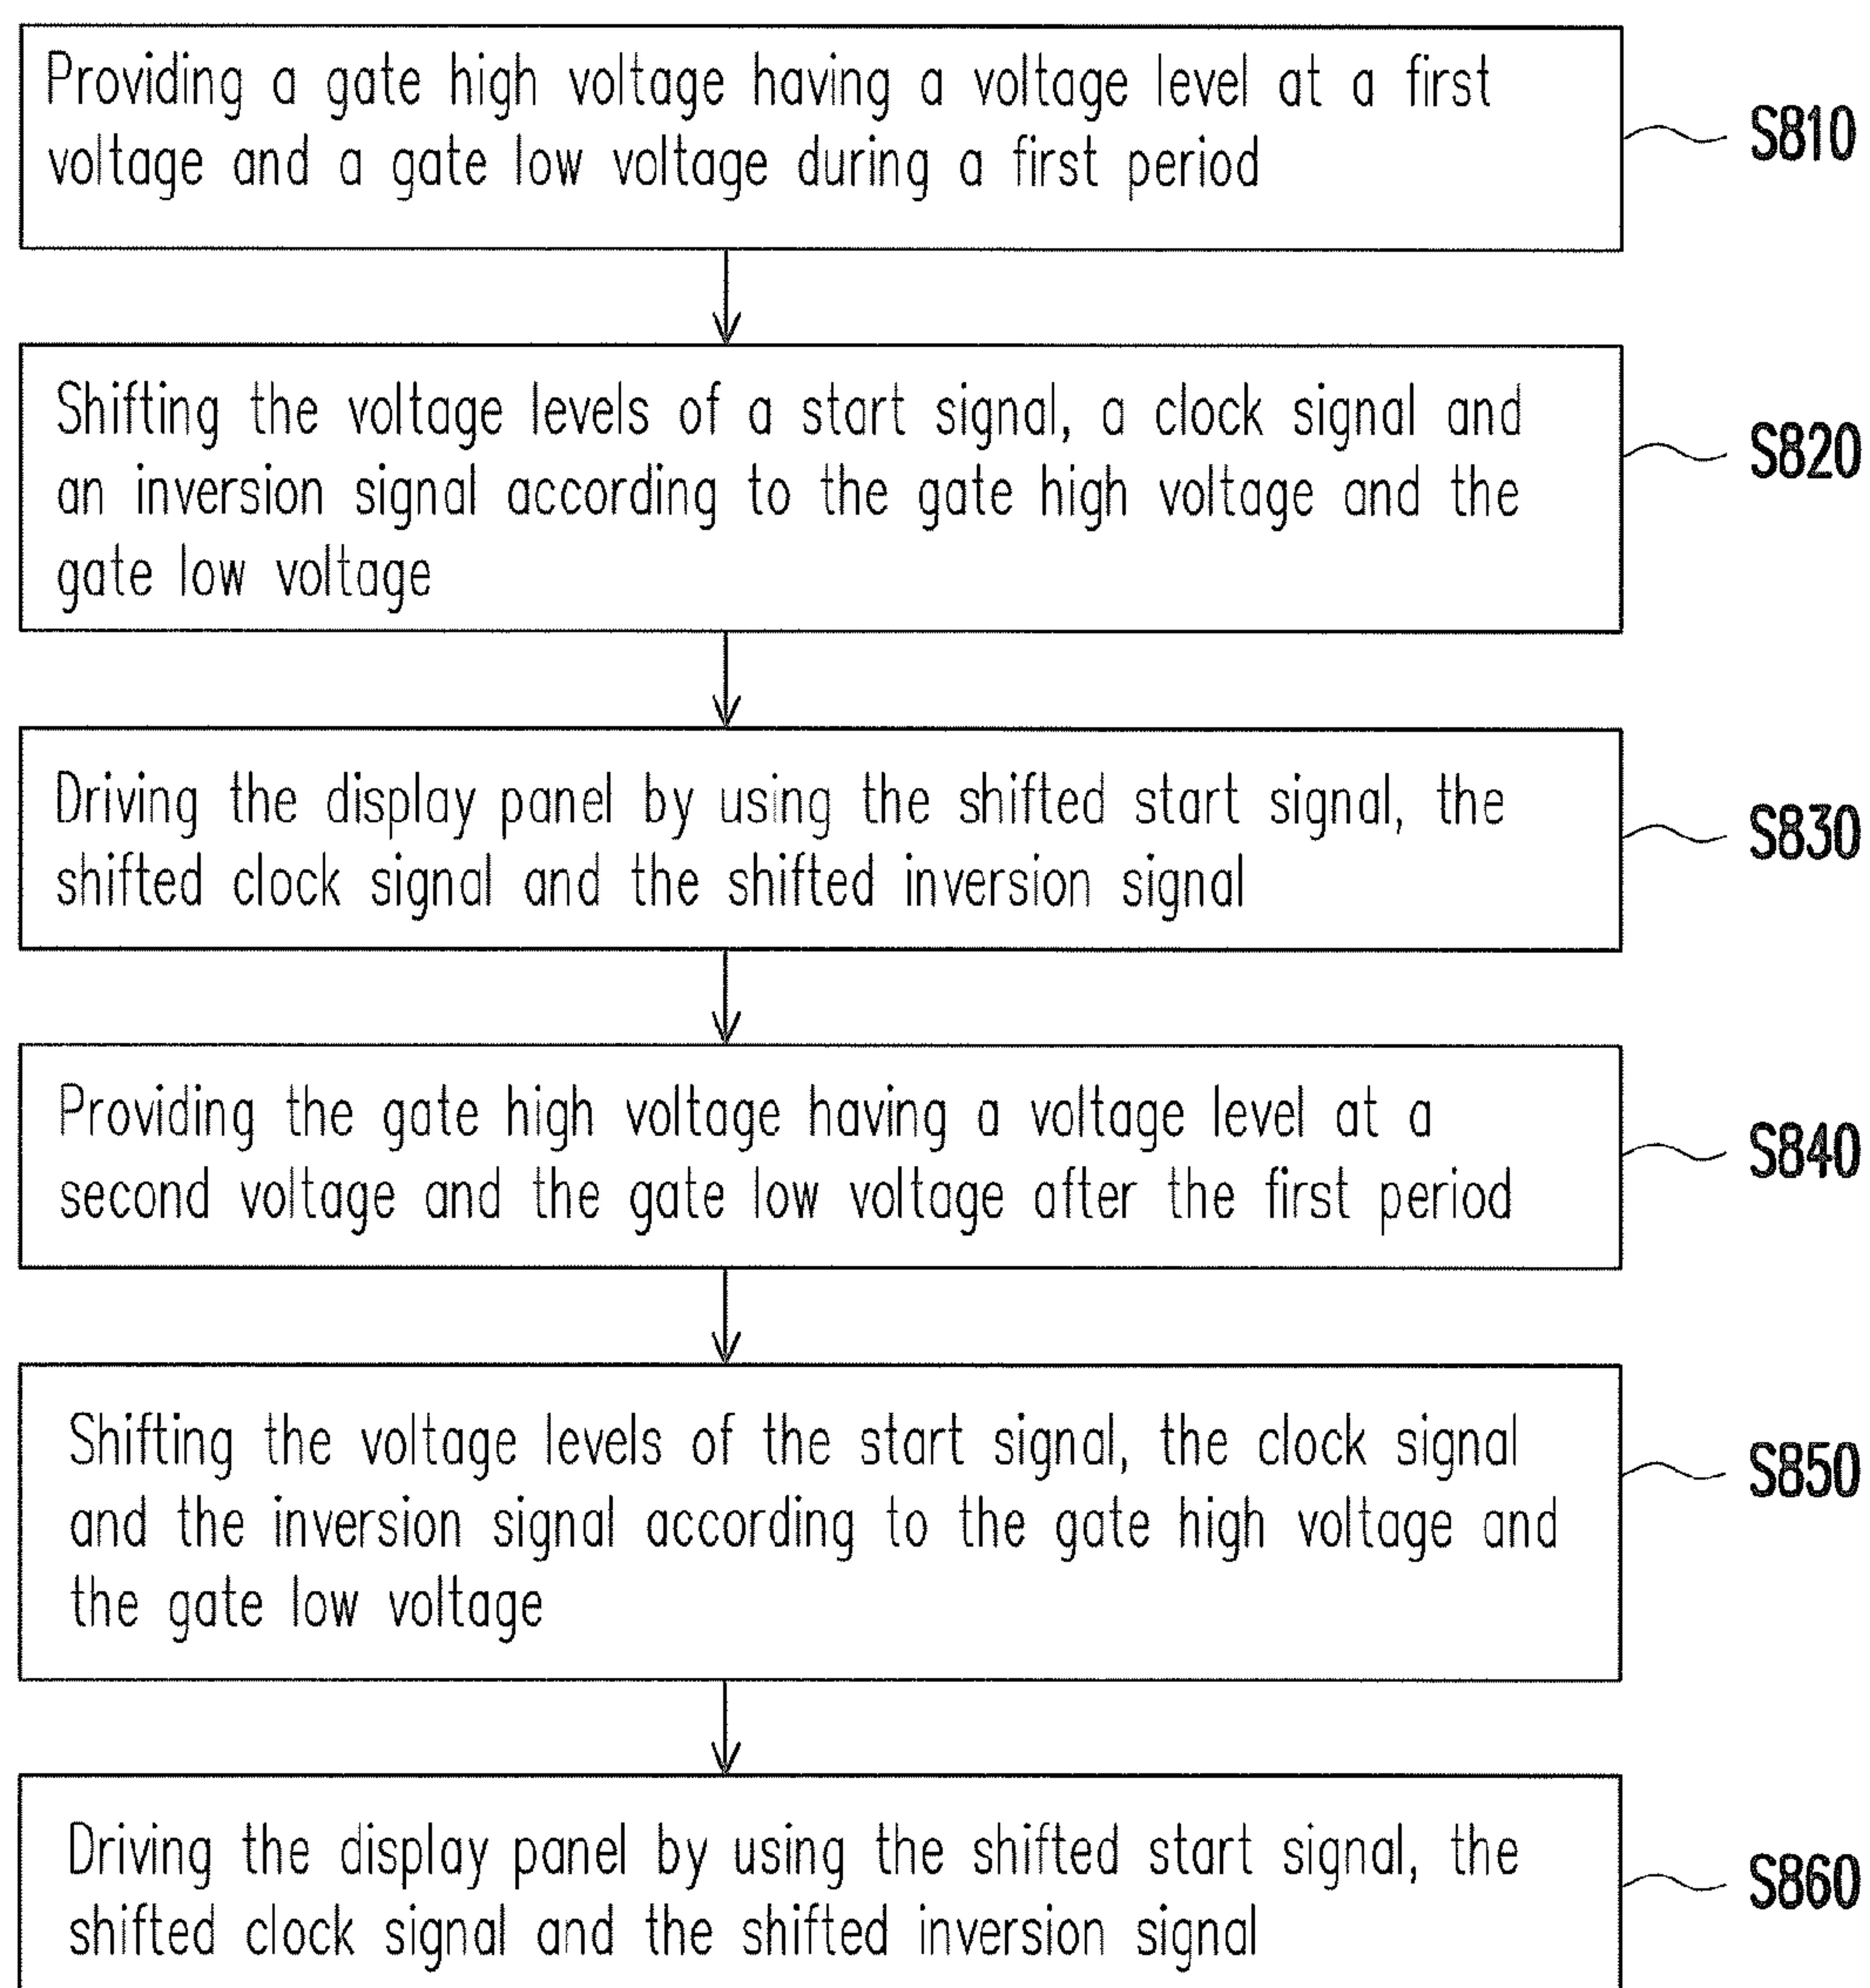 Providing a gate high voltage having a voltage level at a first
voltage and a gate low voltage during a first period
S810
Shifting the voltage levels of a start signal, a clock signal and
an inversion signal according to the gate high voltage and the
gate low voltage
S820
Driving the display panel by using the shifted start signal, the
shifted clock signal and the shifted inversion signal
S830
Providing the gate high voltage having a voltage level at a
second voltage and the gate low voltage after the first period
S840
Shifting the voltage levels of the start signal, the clock signal
and the inversion signal according to the gate high voltage and
the gate low voltage
S850
Driving the display panel by using the shifted start signal, the
shifted clock signal and the shifted inversion signal
S860